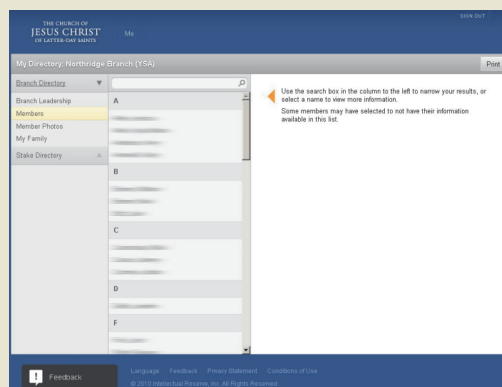 SIGN OUT
THE CHURCH OF
JESUS CHRIST
OF LATTER-DAY SAINTS
Me
My Directory: Northridge Branch (YSA)
Print
Branch Directory
Branch Leadership
Members
Member Photos
My Family
Stake Directory
A
B
C
D
F
Use the search box in the column to the left to narrow your results, or
select a name to view more information.
Some members may have selected to not have their information
available in this list.
! Feedback
Language Feedback Privacy Statement Conditions of Use
© 2010 Intellectual Reserve, Inc. All Rights Reserved